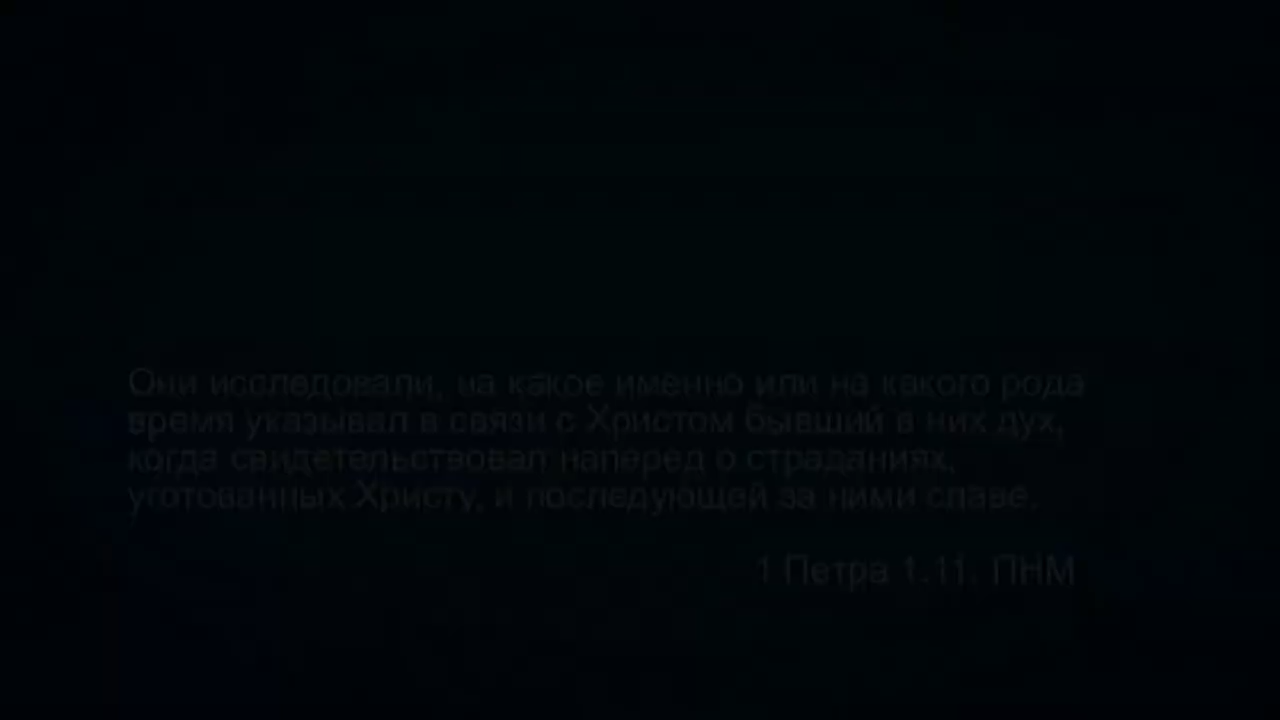 Они исследовали, на какое именно или на какого рода
время указывал в связи с Христом бывший в них дух,
когда свидетельствовал наперед о страданиях,
уготованных Христу, и последующей за ними славе.
1 Петра 1.11. ПНМ